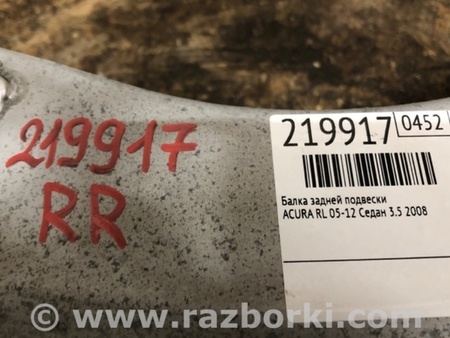 219917
RR
219917 0452
Балка задней подвески
ACURA RL 05-12 Седан 3.5 2008
www.razborki.com